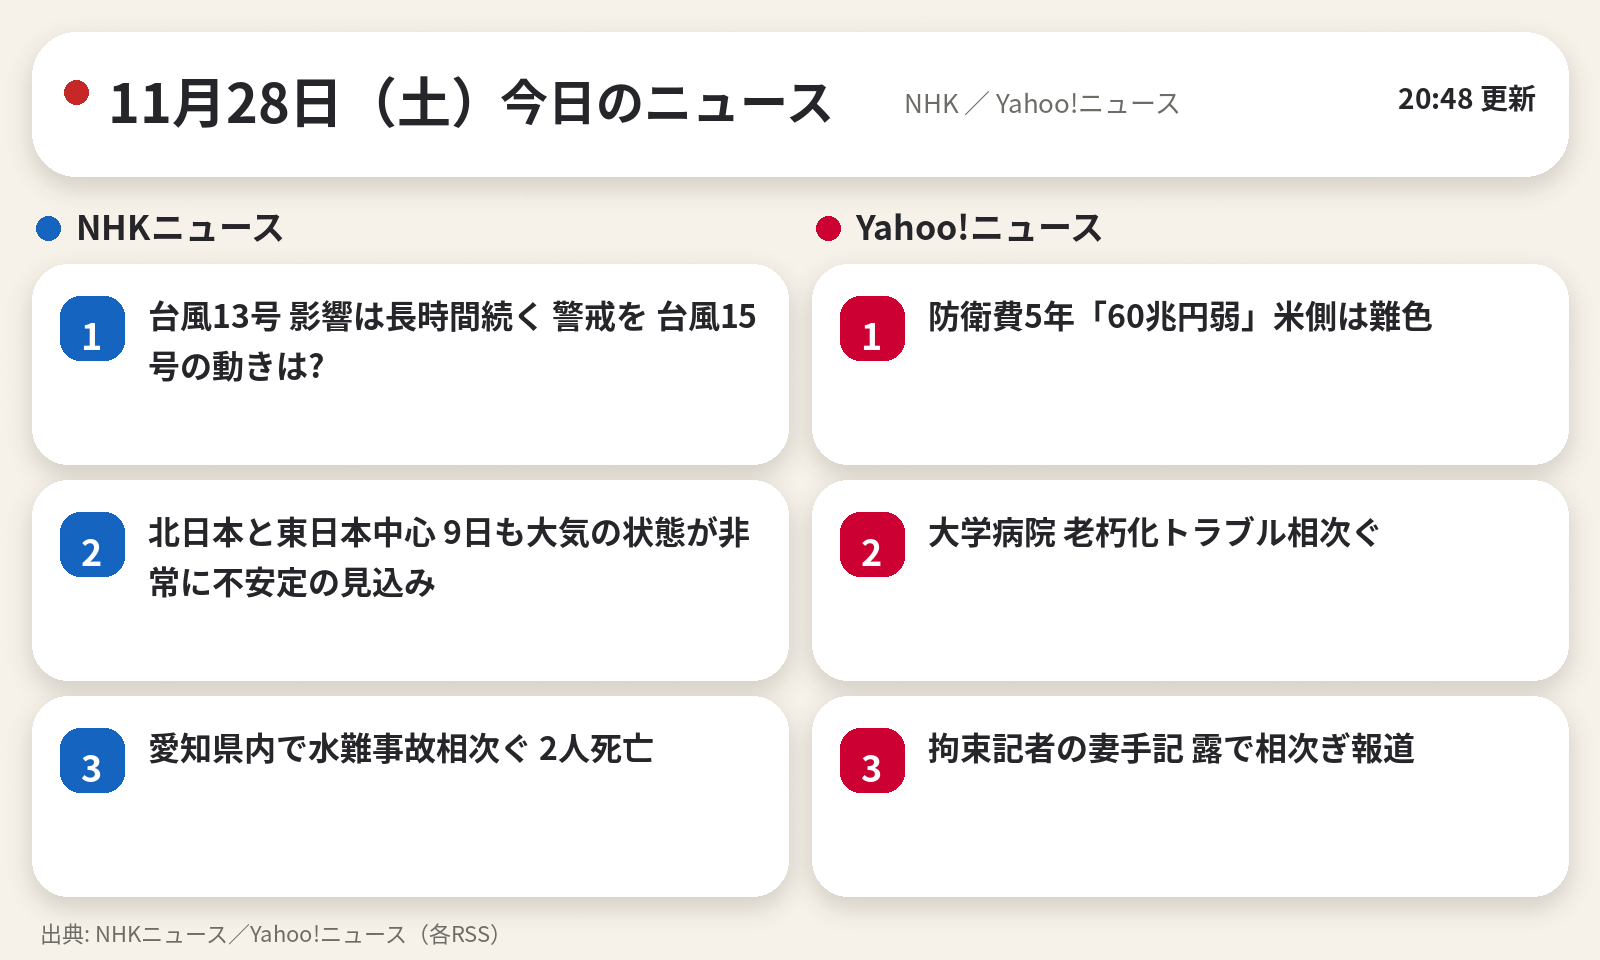 11月28日（土）今日のニュース
NHK ／ Yahoo!ニュース
20:48 更新
NHKニュース
1
台風13号 影響は長時間続く 警戒を 台風15
号の動きは?
2
北日本と東日本中心 9日も大気の状態が非
常に不安定の見込み
3
愛知県内で水難事故相次ぐ 2人死亡
Yahoo!ニュース
1
防衛費5年「60兆円弱」米側は難色
2
大学病院 老朽化トラブル相次ぐ
3
拘束記者の妻手記 露で相次ぎ報道
出典: NHKニュース／Yahoo!ニュース（各RSS）